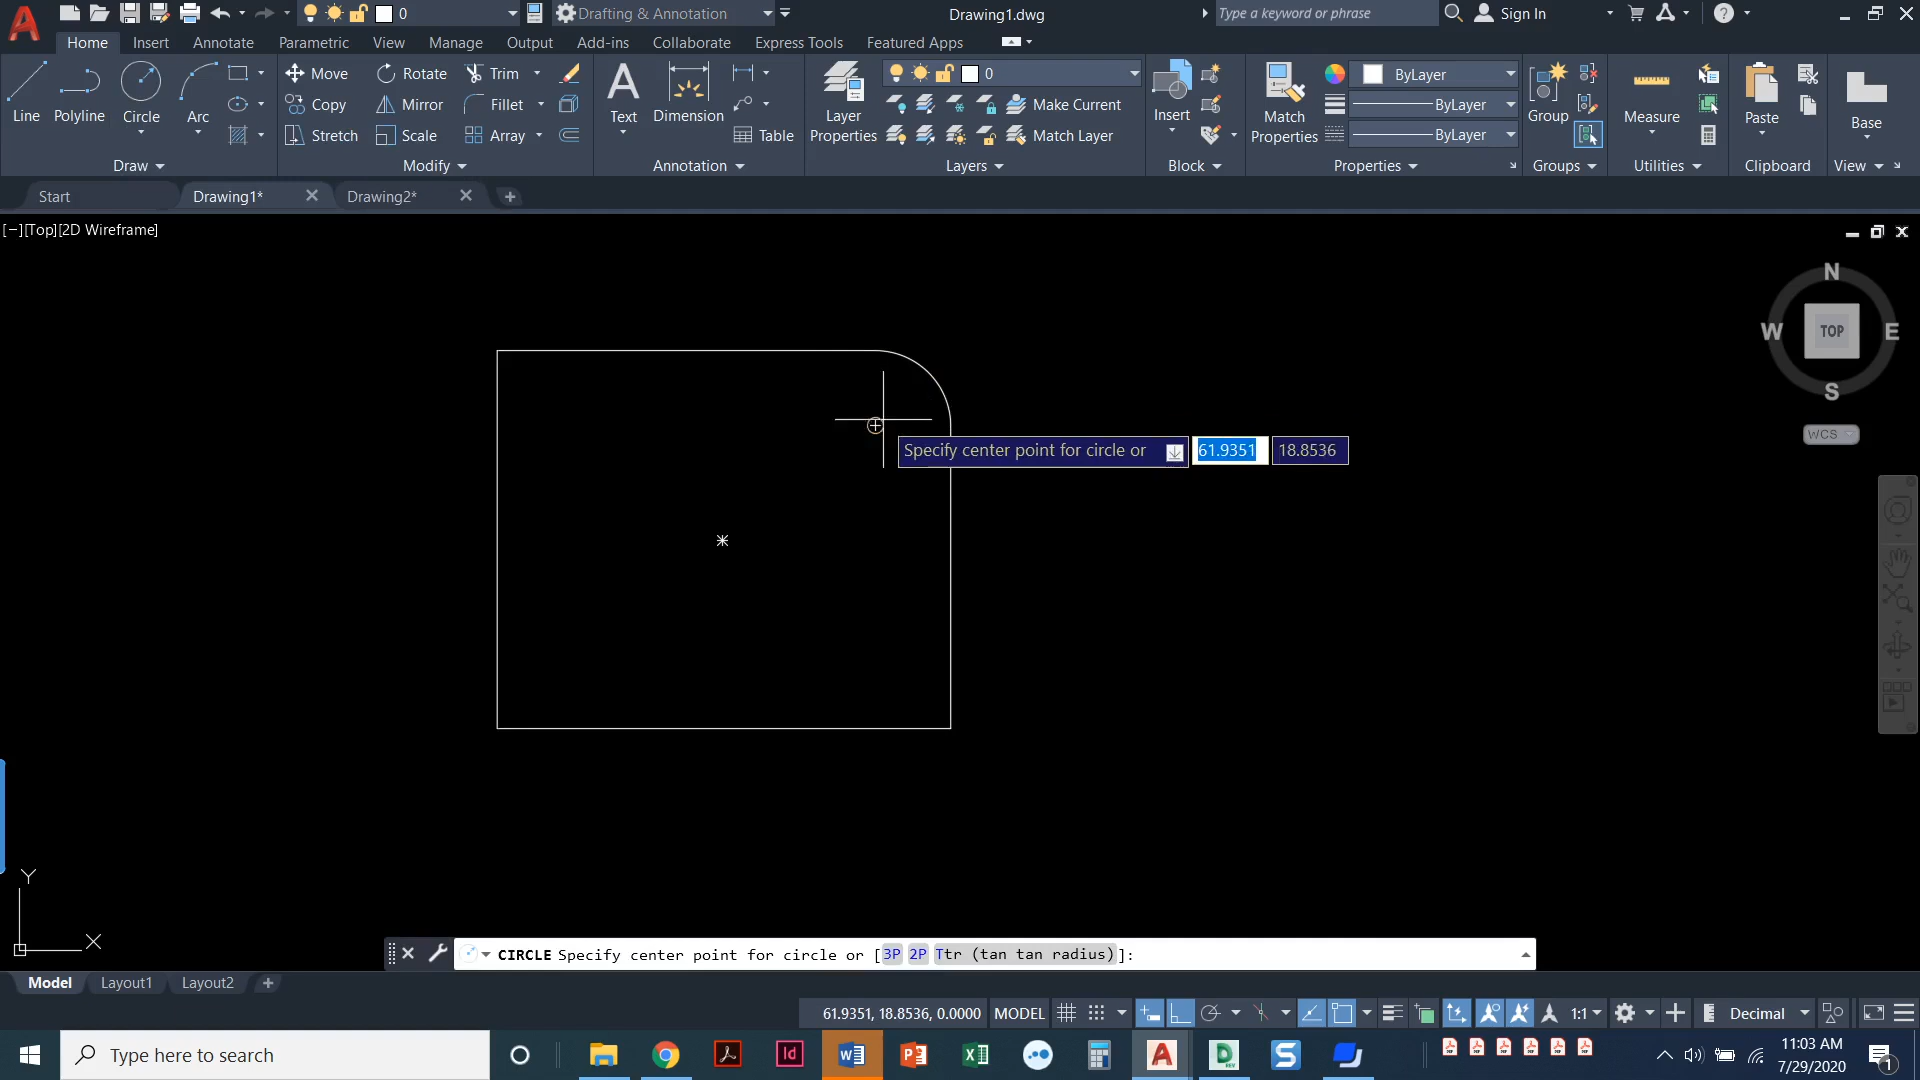 0
Drafting & Annotation
Drawing1.dwg
Type a keyword or phrase
Sign In
Home Insert Annotate Parametric View Manage Output Add-ins Collaborate Express Tools Featured Apps
Line Polyline Circle Arc
Move Rotate Trim
Copy Mirror Fillet
Stretch Scale Array
Text Dimension Table
Layer Properties
0
Make Current
Match Layer
Insert
Match Properties
ByLayer
ByLayer
ByLayer
Group
Measure
Paste
Base
Draw Modify Annotation Layers Block Properties Groups Utilities Clipboard View
Start Drawing1* Drawing2*
[−][Top][2D Wireframe]
N
W TOP E
S
WCS
Specify center point for circle or 61.9351 18.8536
Y
X
CIRCLE Specify center point for circle or [3P 2P Ttr (tan tan radius)]:
Model Layout1 Layout2
61.9351, 18.8536, 0.0000 MODEL 1:1 Decimal
Type here to search
11:03 AM
7/29/2020
1